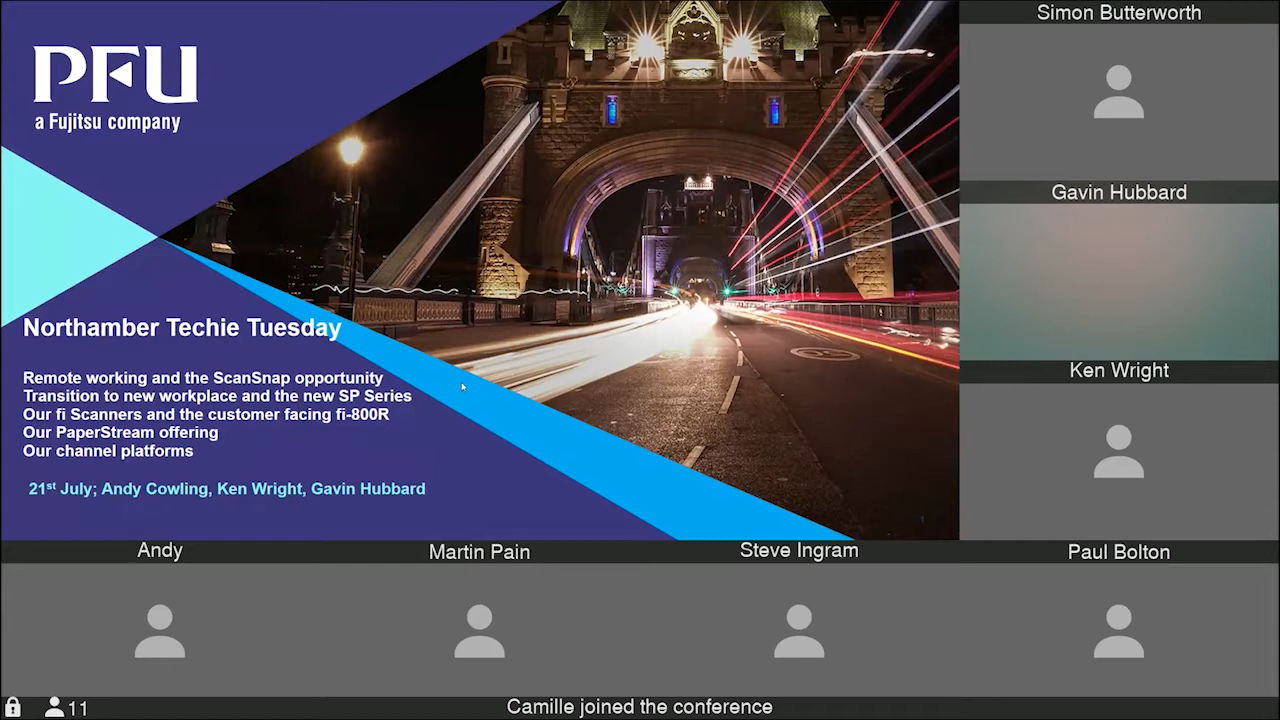 PFU
a Fujitsu company
Northamber Techie Tuesday
Remote working and the ScanSnap opportunity
Transition to new workplace and the new SP Series
Our fi Scanners and the customer facing fi-800R
Our PaperStream offering
Our channel platforms
21st July; Andy Cowling, Ken Wright, Gavin Hubbard
Simon Butterworth
Gavin Hubbard
Ken Wright
Andy
Martin Pain
Steve Ingram
Paul Bolton
11
Camille joined the conference